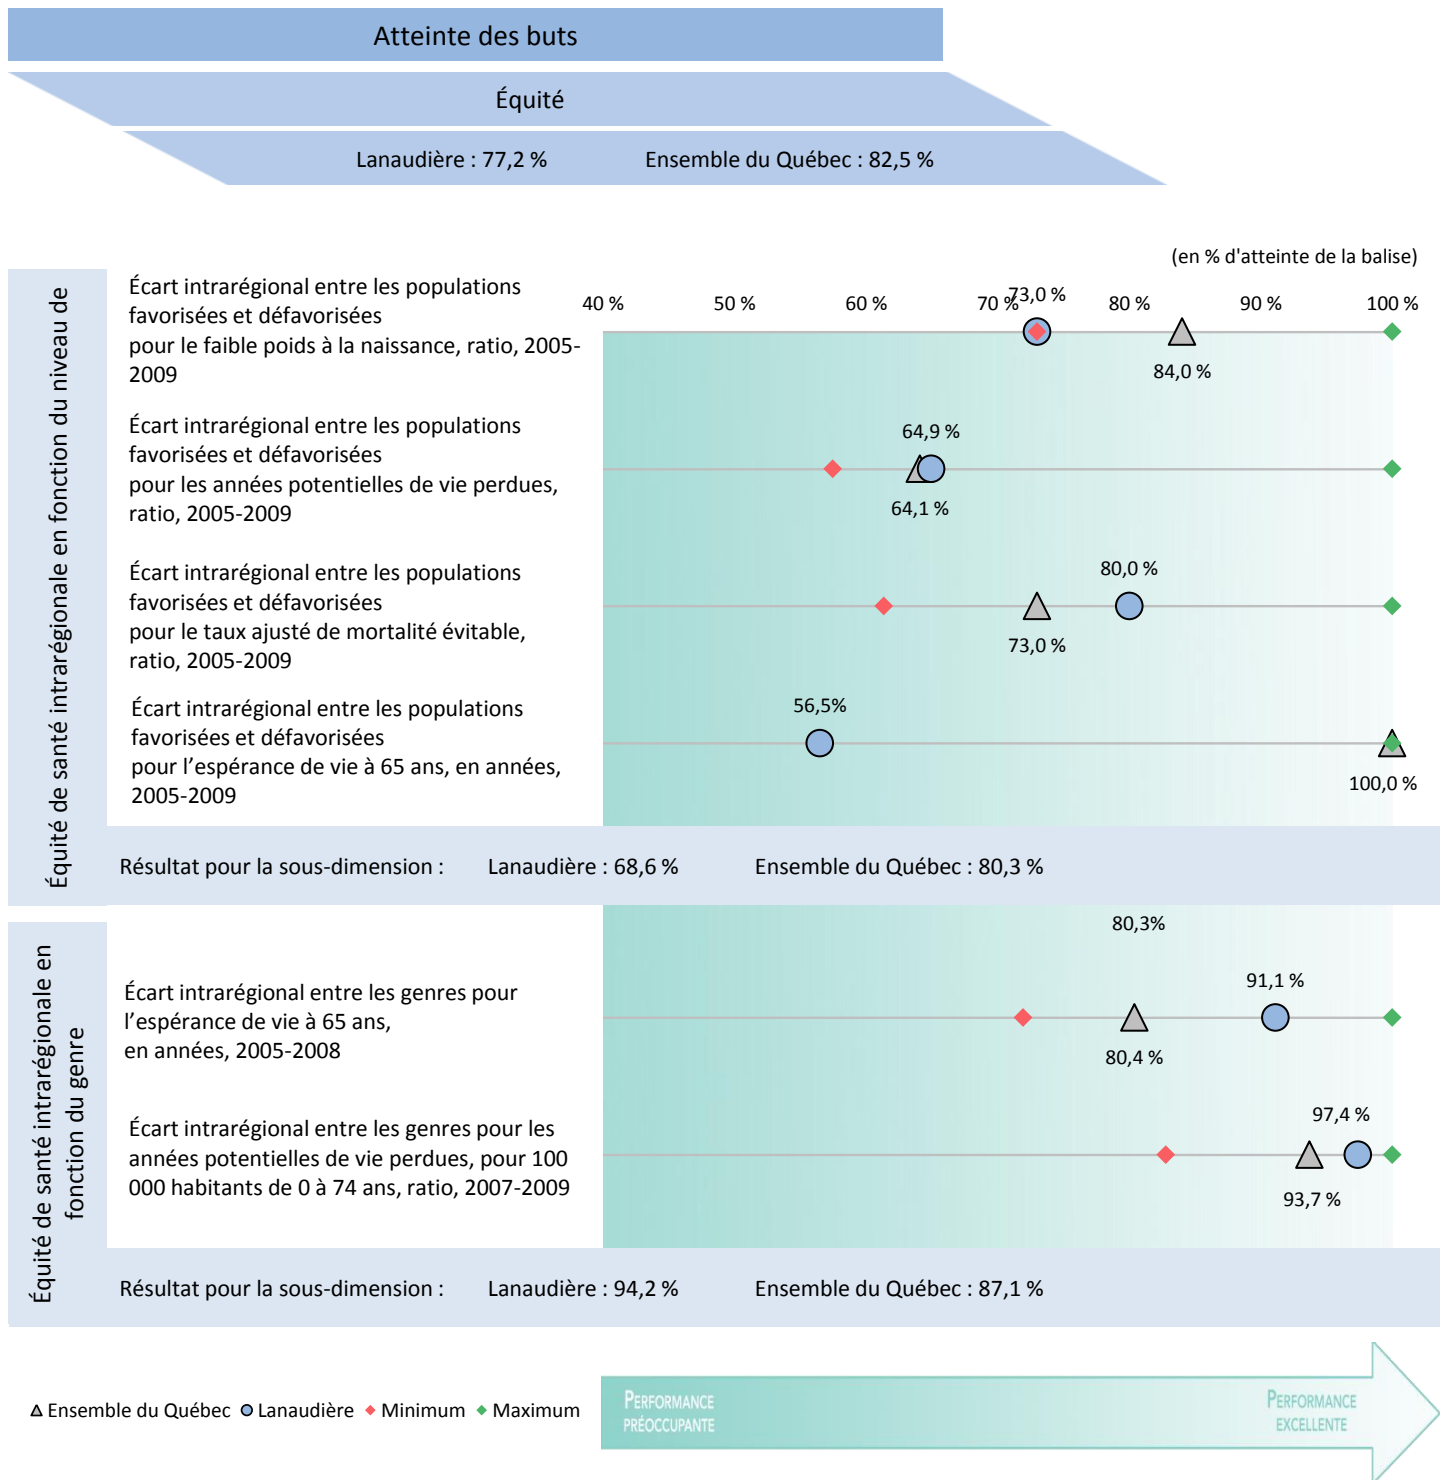 Atteinte des buts
Équité
Lanaudière : 77,2 % Ensemble du Québec : 82,5 %
(en % d'atteinte de la balise)
40 % 50 % 60 % 70 % 80 % 90 % 100 %
Équité de santé intrarégionale en fonction du niveau de
Écart intrarégional entre les populations
favorisées et défavorisées
pour le faible poids à la naissance, ratio, 2005-
2009
73,0 %
84,0 %
Écart intrarégional entre les populations
favorisées et défavorisées
pour les années potentielles de vie perdues,
ratio, 2005-2009
64,9 %
64,1 %
Écart intrarégional entre les populations
favorisées et défavorisées
pour le taux ajusté de mortalité évitable,
ratio, 2005-2009
80,0 %
73,0 %
Écart intrarégional entre les populations
favorisées et défavorisées
pour l’espérance de vie à 65 ans, en années,
2005-2009
56,5%
100,0 %
Résultat pour la sous-dimension : Lanaudière : 68,6 % Ensemble du Québec : 80,3 %
Équité de santé intrarégionale en
fonction du genre
80,3%
Écart intrarégional entre les genres pour
l’espérance de vie à 65 ans,
en années, 2005-2008
91,1 %
80,4 %
Écart intrarégional entre les genres pour les
années potentielles de vie perdues, pour 100
000 habitants de 0 à 74 ans, ratio, 2007-2009
97,4 %
93,7 %
Résultat pour la sous-dimension : Lanaudière : 94,2 % Ensemble du Québec : 87,1 %
Ensemble du Québec Lanaudière Minimum Maximum
PERFORMANCE
PRÉOCCUPANTE
PERFORMANCE
EXCELLENTE